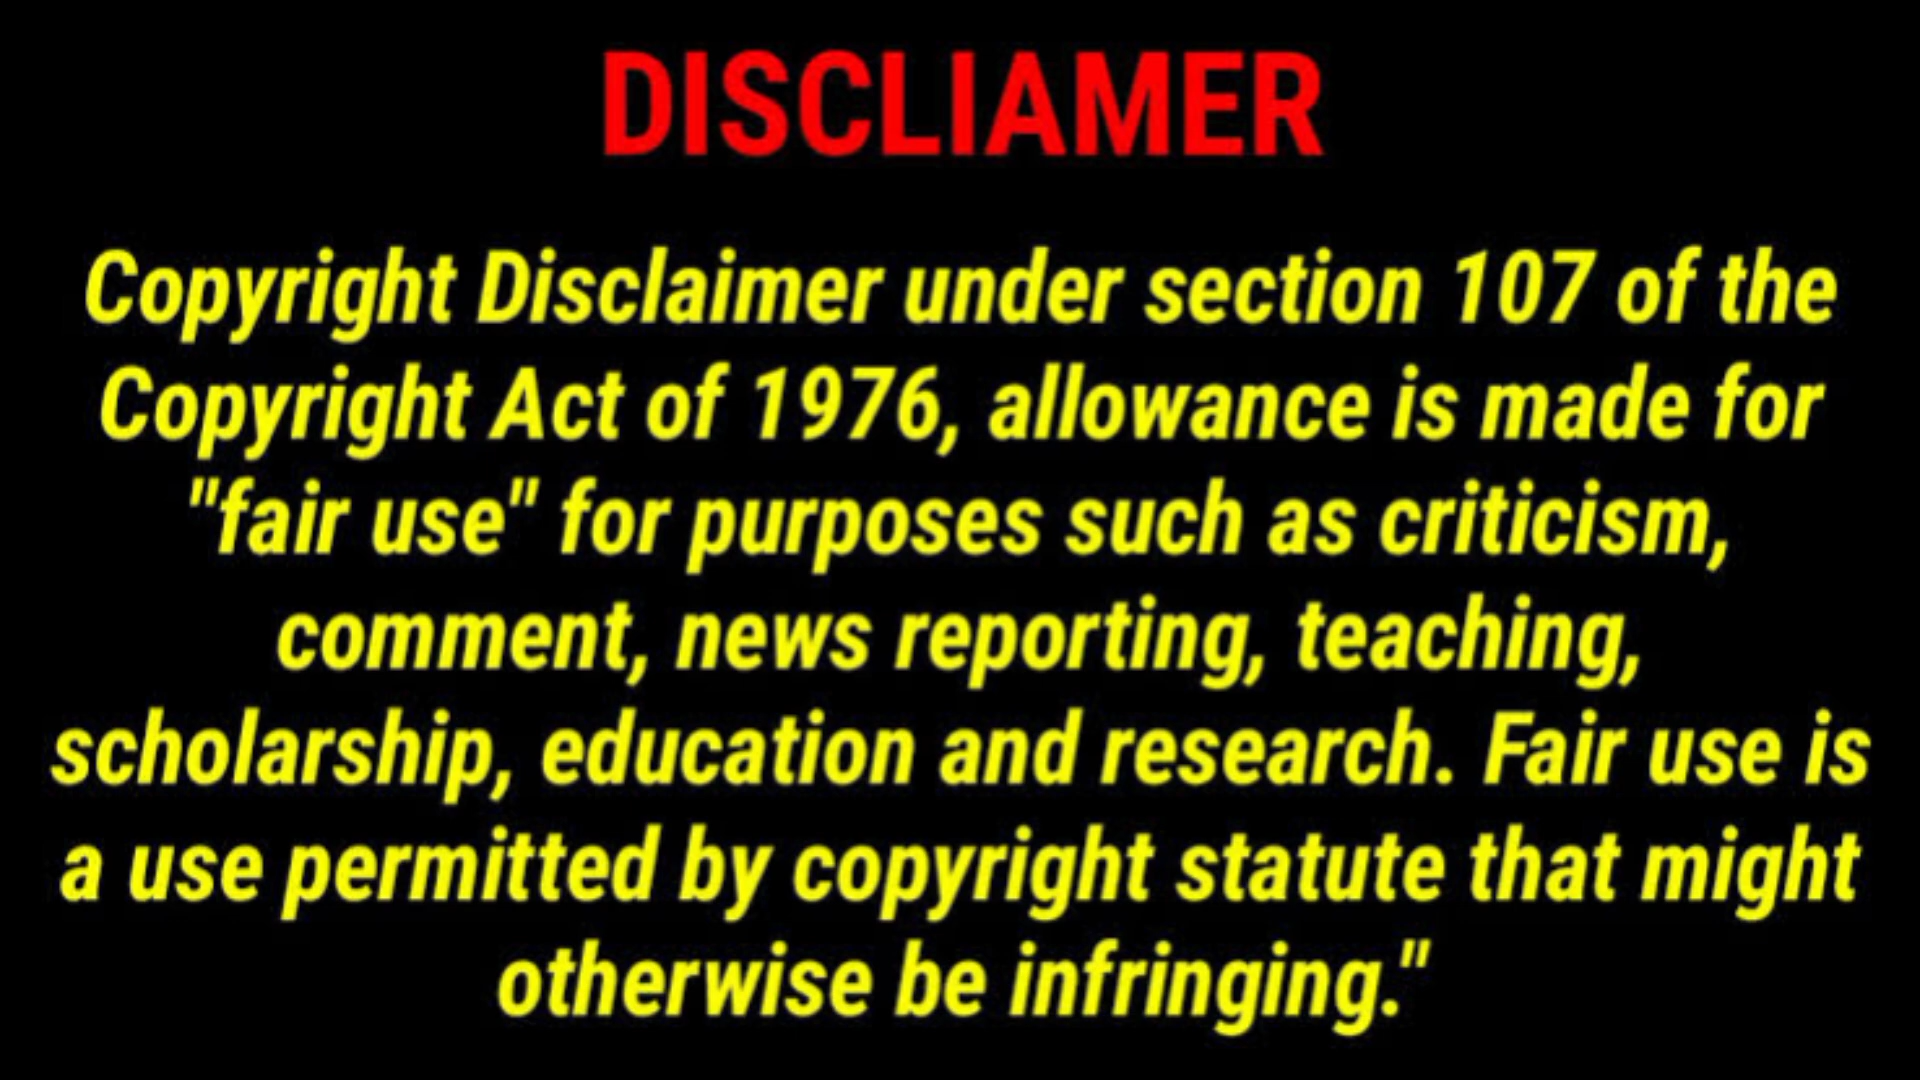 DISCLIAMER
Copyright Disclaimer under section 107 of the
Copyright Act of 1976, allowance is made for
"fair use" for purposes such as criticism,
comment, news reporting, teaching,
scholarship, education and research. Fair use is
a use permitted by copyright statute that might
otherwise be infringing."